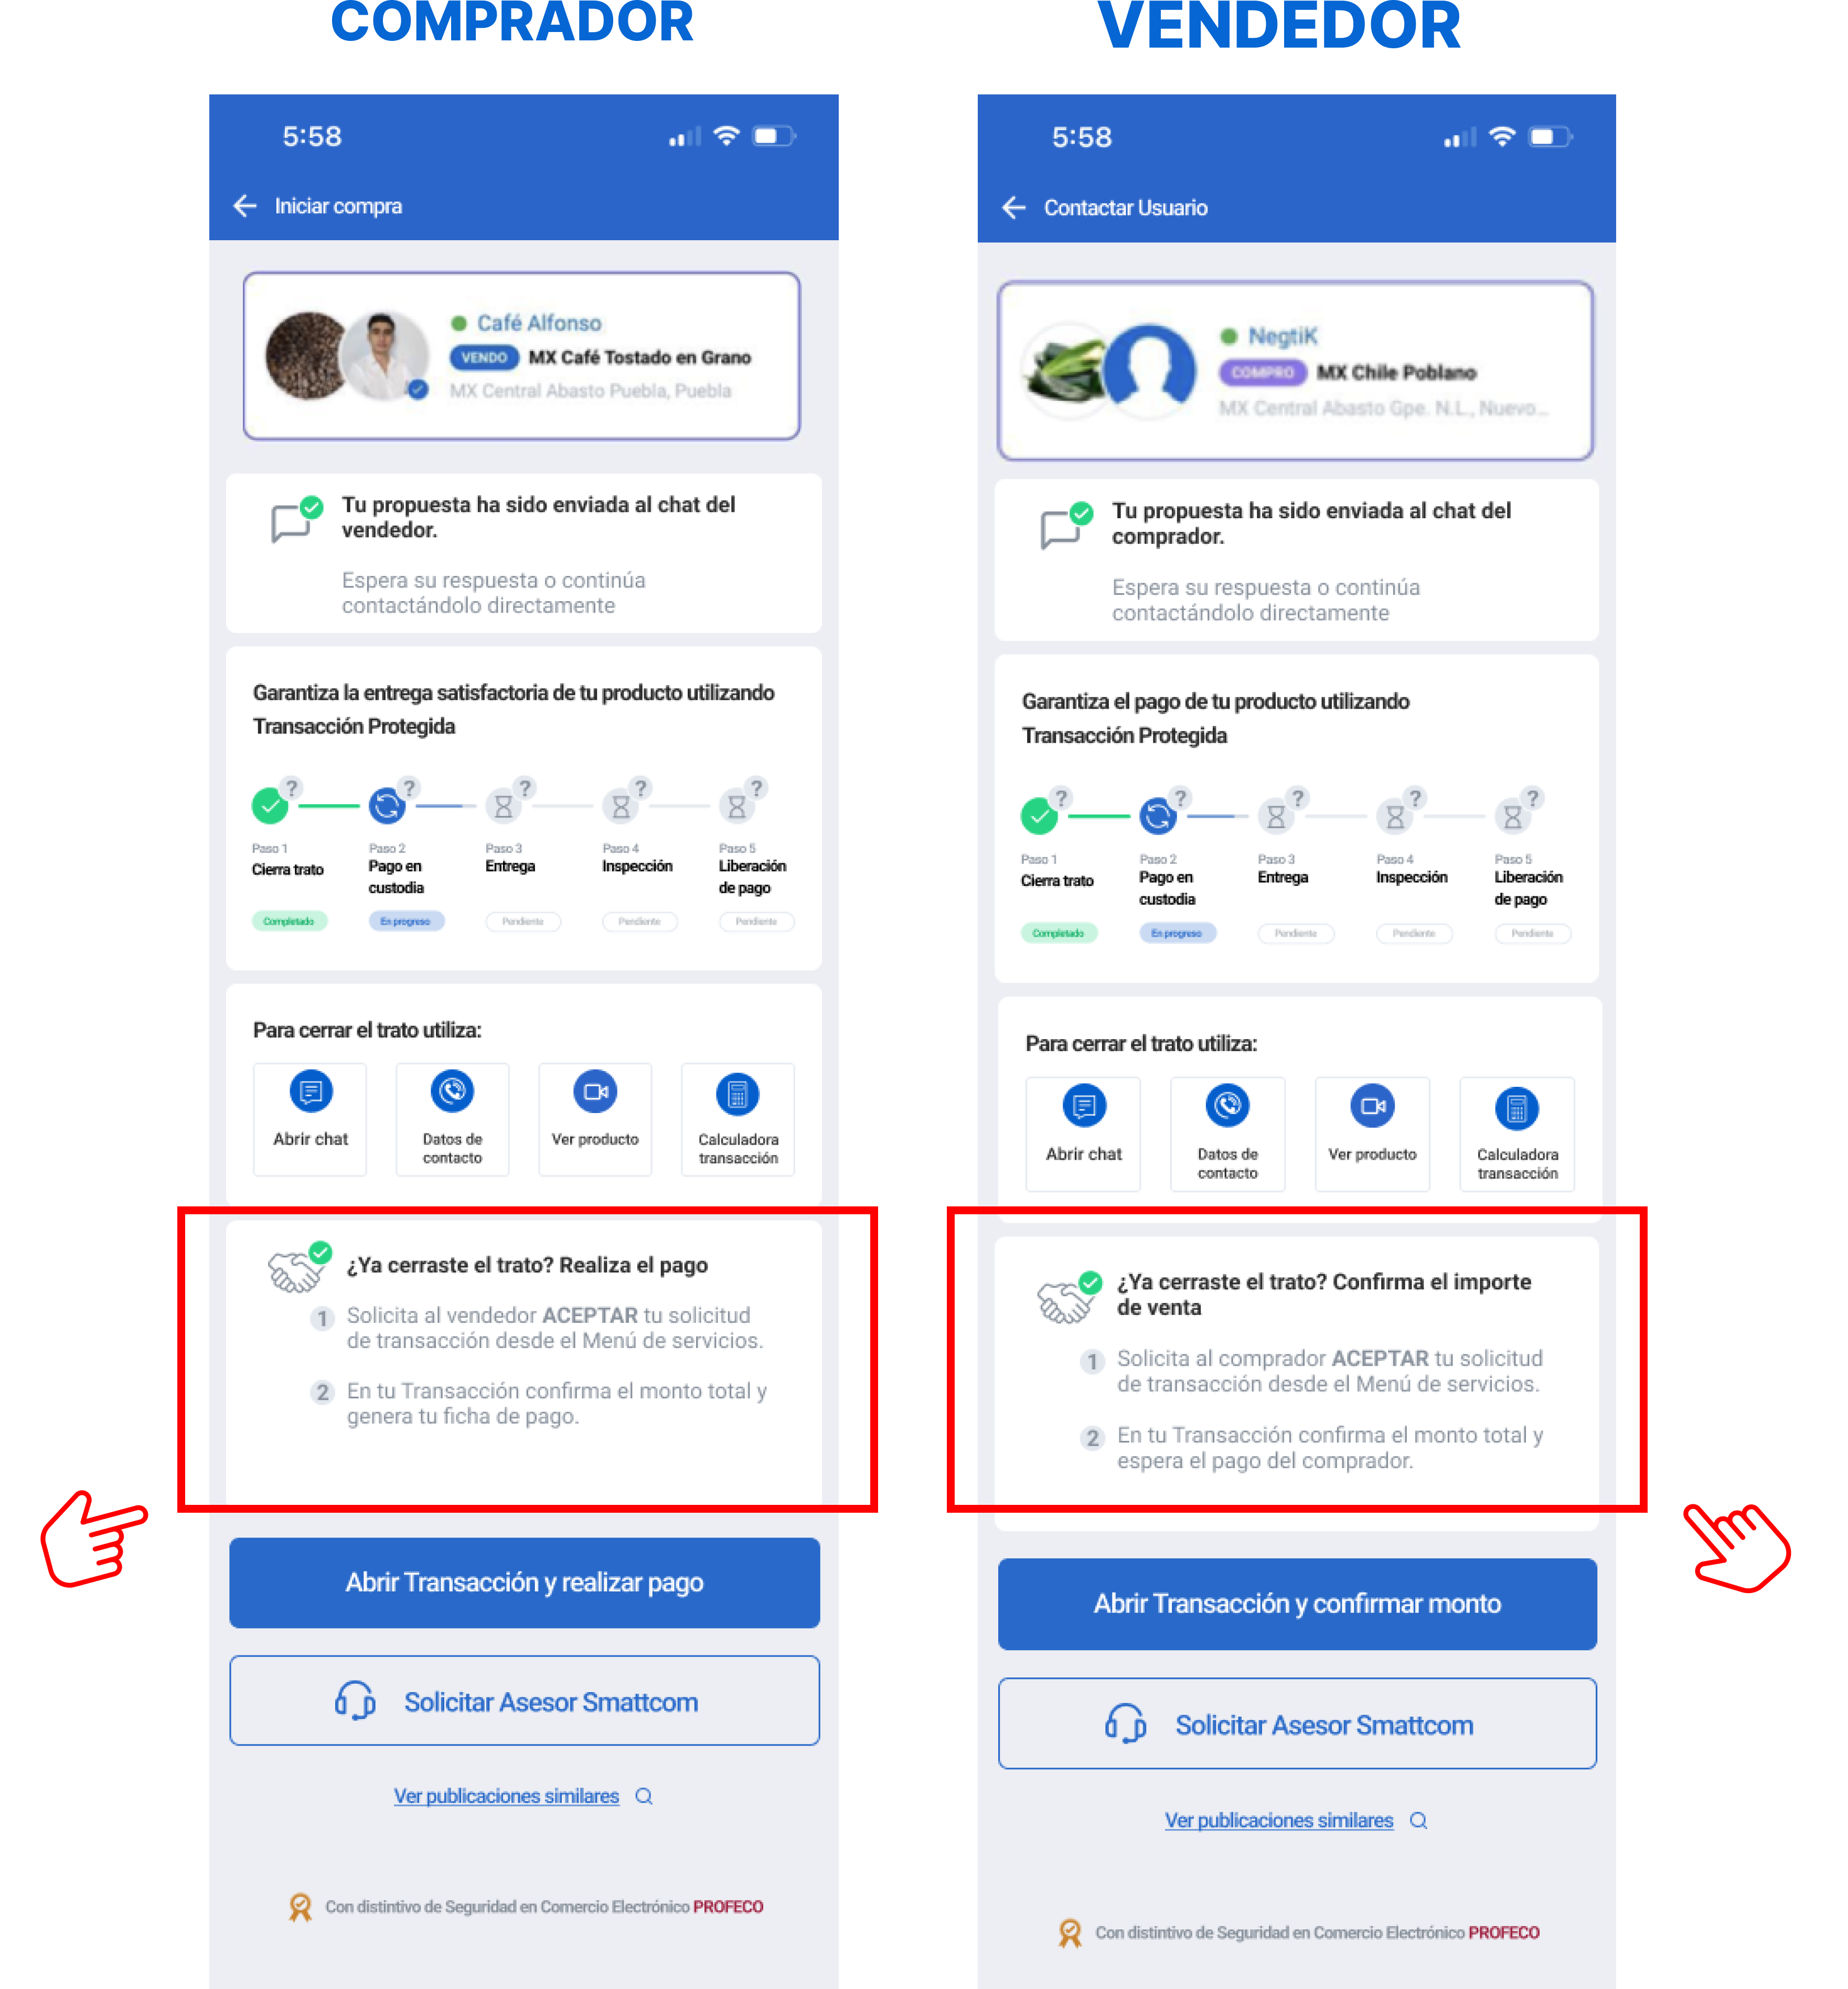 COMPRADOR
5:58
Iniciar compra
Café Alfonso
VENDO MX Café Tostado en Grano
MX Central Abasto Puebla, Puebla
Tu propuesta ha sido enviada al chat del
vendedor.
Espera su respuesta o continúa
contactándolo directamente
Garantiza la entrega satisfactoria de tu producto utilizando
Transacción Protegida
? ? ? ? ?
Paso 1 Paso 2 Paso 3 Paso 4 Paso 5
Cierra trato Pago en Entrega Inspección Liberación
custodia de pago
Completado En progreso Pendiente Pendiente Pendiente
Para cerrar el trato utiliza:
Abrir chat Datos de Ver producto Calculadora
contacto transacción
¿Ya cerraste el trato? Realiza el pago
1 Solicita al vendedor ACEPTAR tu solicitud
de transacción desde el Menú de servicios.
2 En tu Transacción confirma el monto total y
genera tu ficha de pago.
Abrir Transacción y realizar pago
Solicitar Asesor Smattcom
Ver publicaciones similares
Con distintivo de Seguridad en Comercio Electrónico PROFECO
VENDEDOR
5:58
Contactar Usuario
NegtiK
COMPRO MX Chile Poblano
MX Central Abasto Gpe. N.L., Nuevo...
Tu propuesta ha sido enviada al chat del
comprador.
Espera su respuesta o continúa
contactándolo directamente
Garantiza el pago de tu producto utilizando
Transacción Protegida
? ? ? ? ?
Paso 1 Paso 2 Paso 3 Paso 4 Paso 5
Cierra trato Pago en Entrega Inspección Liberación
custodia de pago
Completado En progreso Pendiente Pendiente Pendiente
Para cerrar el trato utiliza:
Abrir chat Datos de Ver producto Calculadora
contacto transacción
¿Ya cerraste el trato? Confirma el importe
de venta
1 Solicita al comprador ACEPTAR tu solicitud
de transacción desde el Menú de servicios.
2 En tu Transacción confirma el monto total y
espera el pago del comprador.
Abrir Transacción y confirmar monto
Solicitar Asesor Smattcom
Ver publicaciones similares
Con distintivo de Seguridad en Comercio Electrónico PROFECO